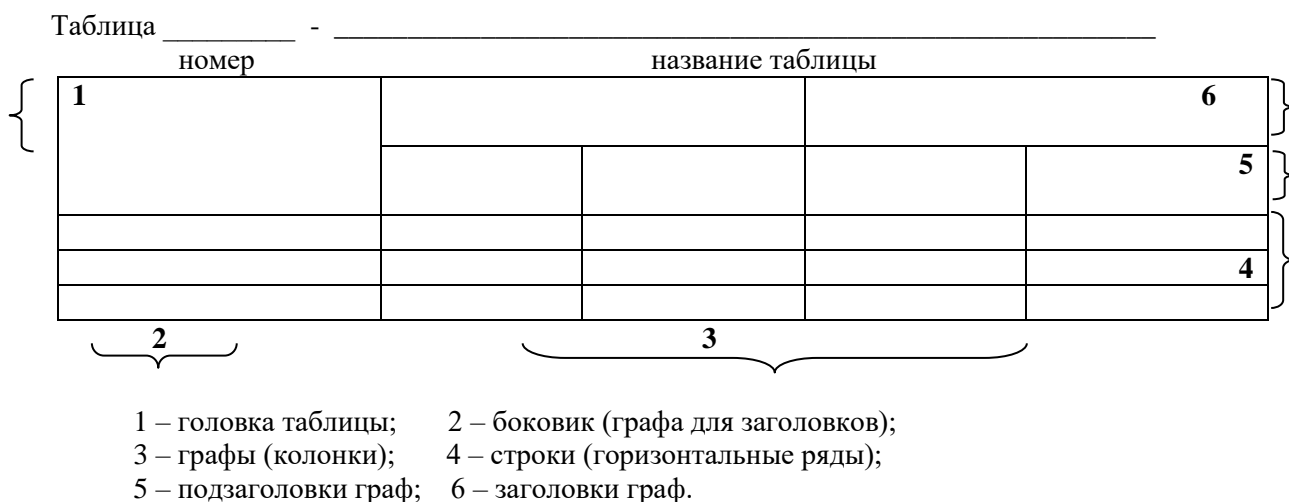 Таблица _________ - ________________________________________________________
номер название таблицы
1 6
5
4
2 3
1 – головка таблицы; 2 – боковик (графа для заголовков);
3 – графы (колонки); 4 – строки (горизонтальные ряды);
5 – подзаголовки граф; 6 – заголовки граф.